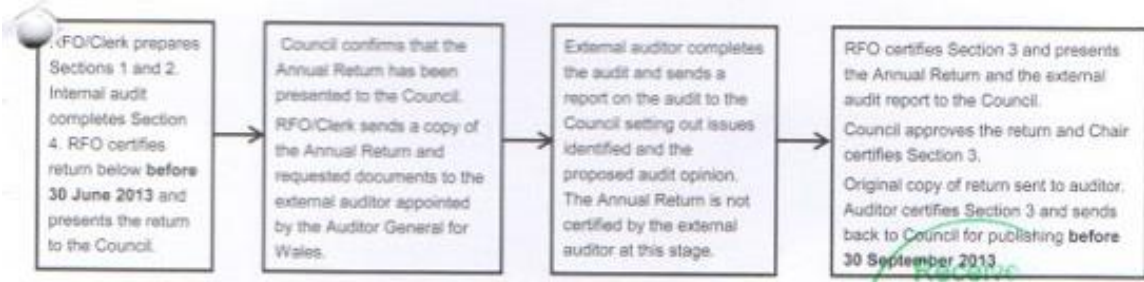 RFO/Clerk prepares
Sections 1 and 2.
Internal audit
completes Section
4. RFO certifies
return below before
30 June 2013 and
presents the return
to the Council.
Council confirms that the
Annual Return has been
presented to the Council.
RFO/Clerk sends a copy of
the Annual Return and
requested documents to the
external auditor appointed
by the Auditor General for
Wales.
External auditor completes
the audit and sends a
report on the audit to the
Council setting out issues
identified and the
proposed audit opinion.
The Annual Return is not
certified by the external
auditor at this stage.
RFO certifies Section 3 and presents
the Annual Return and the external
audit report to the Council.
Council approves the return and Chair
certifies Section 3.
Original copy of return sent to auditor.
Auditor certifies Section 3 and sends
back to Council for publishing before
30 September 2013